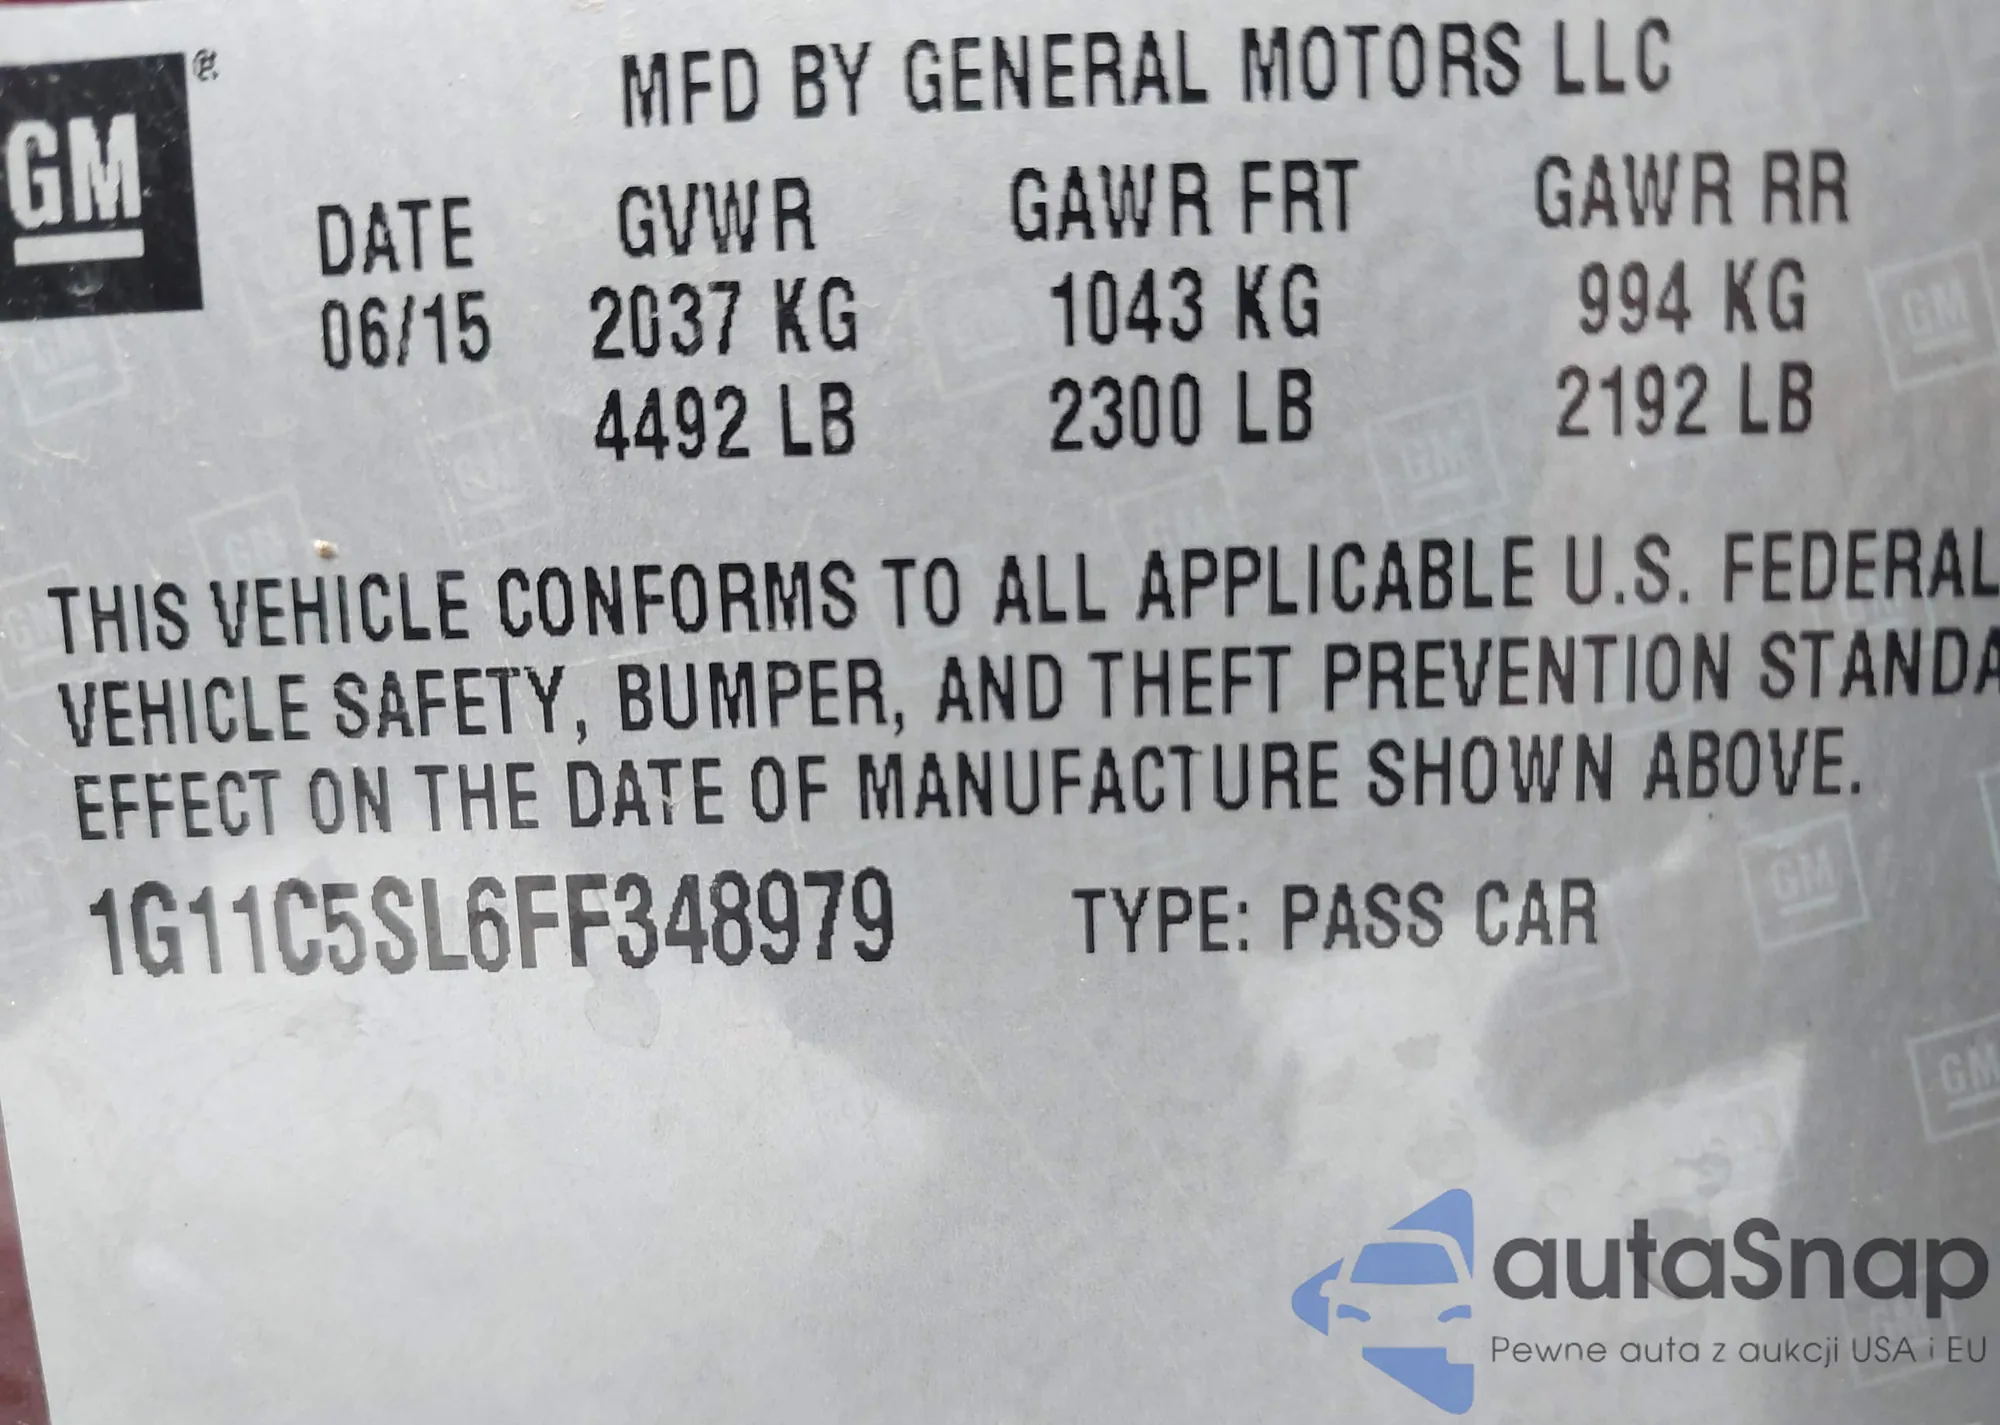 GM
MFD BY GENERAL MOTORS LLC
DATE GVWR GAWR FRT GAWR RR
06/15 2037 KG 1043 KG 994 KG
4492 LB 2300 LB 2192 LB
THIS VEHICLE CONFORMS TO ALL APPLICABLE U.S. FEDERAL
VEHICLE SAFETY, BUMPER, AND THEFT PREVENTION STANDA
EFFECT ON THE DATE OF MANUFACTURE SHOWN ABOVE.
1G11C5SL6FF348979 TYPE: PASS CAR
autaSnap
Pewne auta z aukcji USA i EU